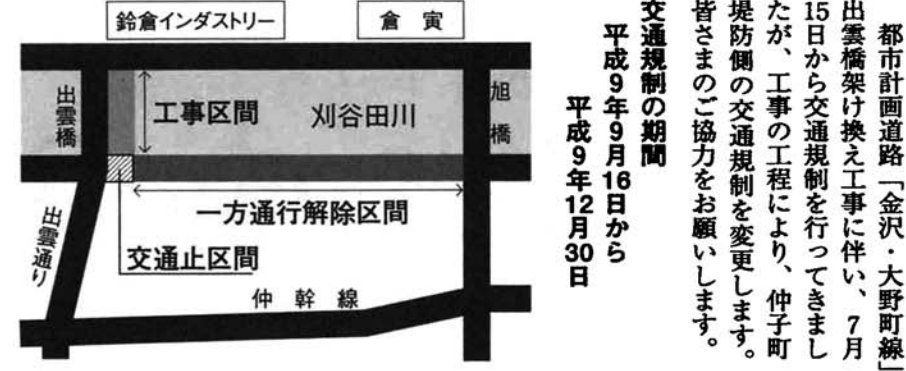 都市計画道路「金沢・大野町線」
出雲橋架け換え工事に伴い、7月
15日から交通規制を行ってきまし
たが、工事の工程により、仲子町
堤防側の交通規制を変更します。
皆さまのご協力をお願いします。
交通規制の期間
平成9年9月16日から
平成9年12月30日
鈴倉インダストリー
倉寅
出雲橋
工事区間
刈谷田川
旭橋
一方通行解除区間
出雲通り
交通止区間
仲幹線